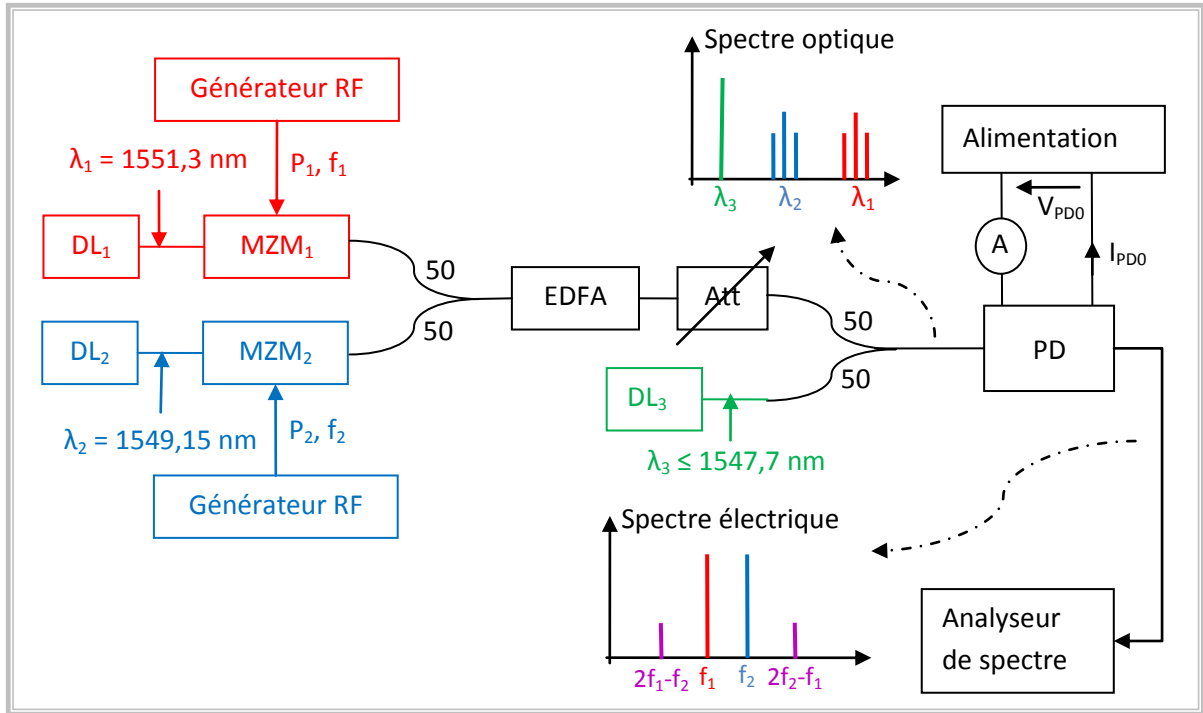 Générateur RF
λ₁ = 1551,3 nm
P₁, f₁
DL₁
MZM₁
50
50
DL₂
MZM₂
λ₂ = 1549,15 nm
P₂, f₂
Générateur RF
EDFA
Att
50
50
DL₃
λ₃ ≤ 1547,7 nm
Spectre optique
λ₃
λ₂
λ₁
Alimentation
V_PD0
A
I_PD0
PD
Spectre électrique
2f₁-f₂
f₁
f₂
2f₂-f₁
Analyseur
de spectre